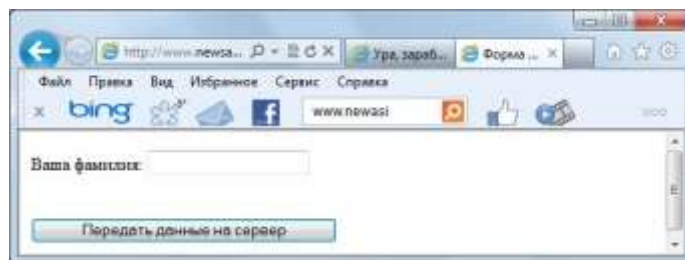 http://www.newsa...
Ура, зараб...
Форма ...
Файл Правка Вид Избранное Сервис Справка
x bing www.newasi
Ваша фамилия:
Передать данные на сервер